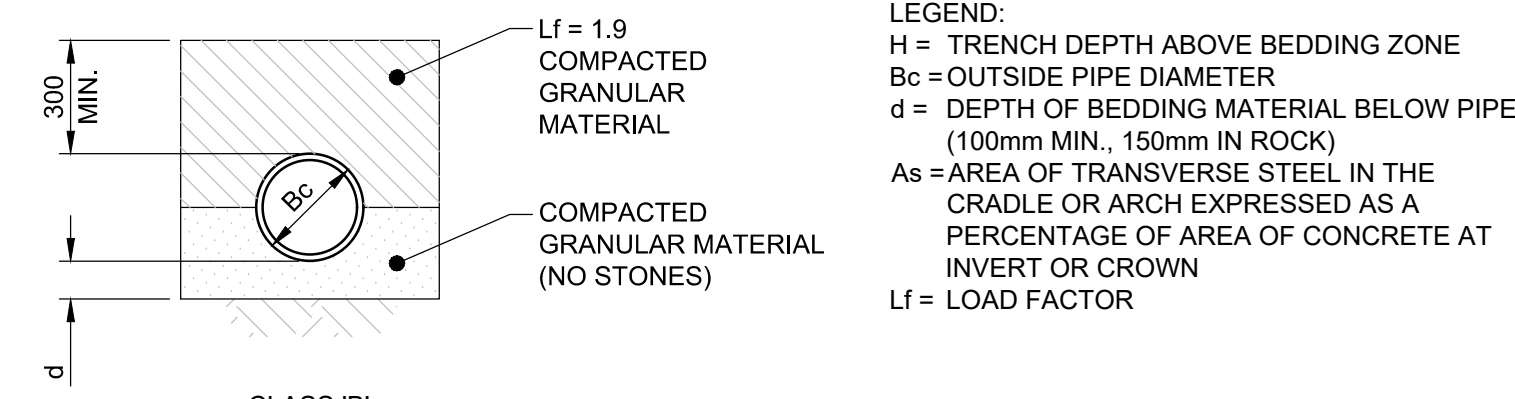 Lf = 1.9
COMPACTED
GRANULAR
MATERIAL
300
MIN.
Bc
COMPACTED
GRANULAR MATERIAL
(NO STONES)
d
LEGEND:
H = TRENCH DEPTH ABOVE BEDDING ZONE
Bc = OUTSIDE PIPE DIAMETER
d = DEPTH OF BEDDING MATERIAL BELOW PIPE
(100mm MIN., 150mm IN ROCK)
As = AREA OF TRANSVERSE STEEL IN THE
CRADLE OR ARCH EXPRESSED AS A
PERCENTAGE OF AREA OF CONCRETE AT
INVERT OR CROWN
Lf = LOAD FACTOR